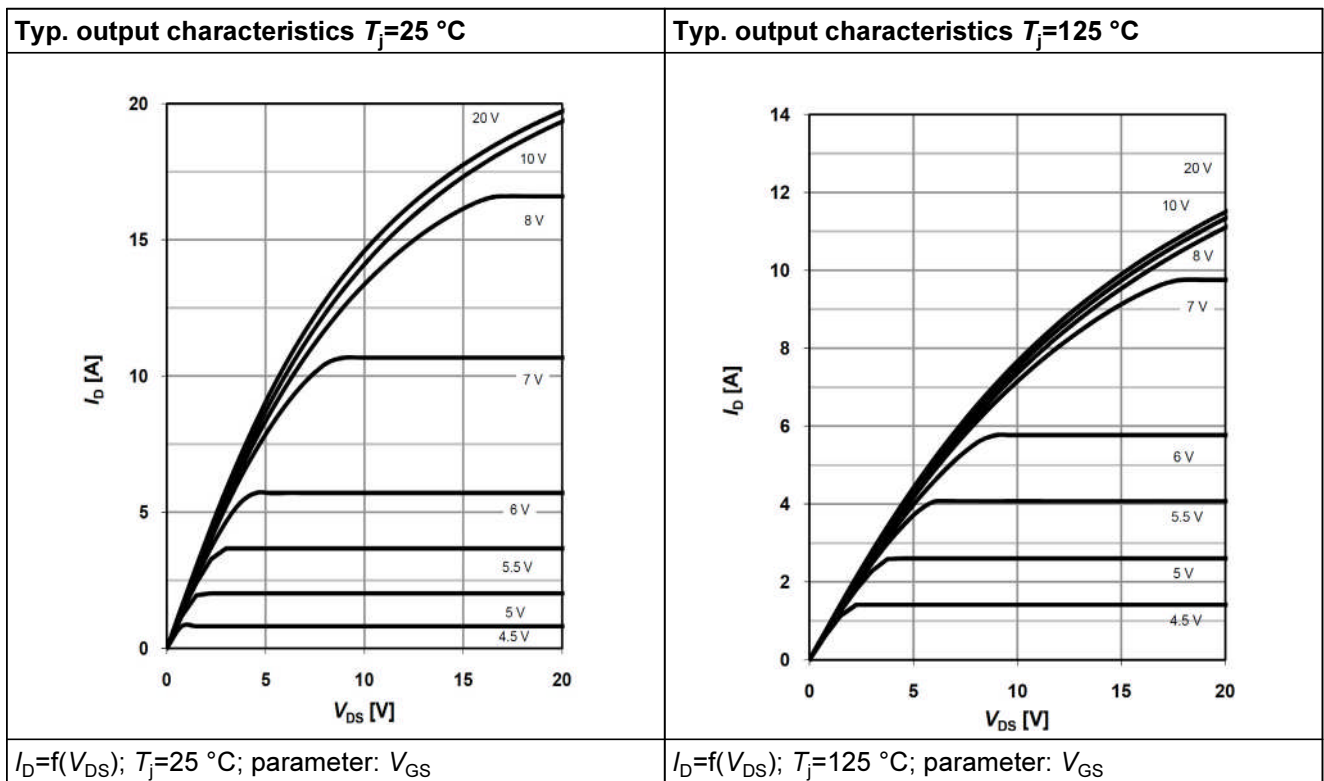 Typ. output characteristics Tj=25 °C
20
15
10
5
0
0 5 10 15 20
ID [A]
VDS [V]
20 V
10 V
8 V
7 V
6 V
5.5 V
5 V
4.5 V
ID=f(VDS); Tj=25 °C; parameter: VGS
Typ. output characteristics Tj=125 °C
14
12
10
8
6
4
2
0
0 5 10 15 20
ID [A]
VDS [V]
20 V
10 V
8 V
7 V
6 V
5.5 V
5 V
4.5 V
ID=f(VDS); Tj=125 °C; parameter: VGS